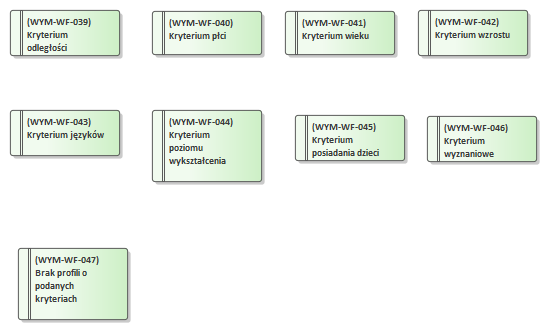 (WYM-WF-039)
Kryterium
odległości
(WYM-WF-040)
Kryterium płci
(WYM-WF-041)
Kryterium wieku
(WYM-WF-042)
Kryterium wzrostu
(WYM-WF-043)
Kryterium języków
(WYM-WF-044)
Kryterium
poziomu
wykształcenia
(WYM-WF-045)
Kryterium
posiadania dzieci
(WYM-WF-046)
Kryterium
wyznaniowe
(WYM-WF-047)
Brak profili o
podanych
kryteriach